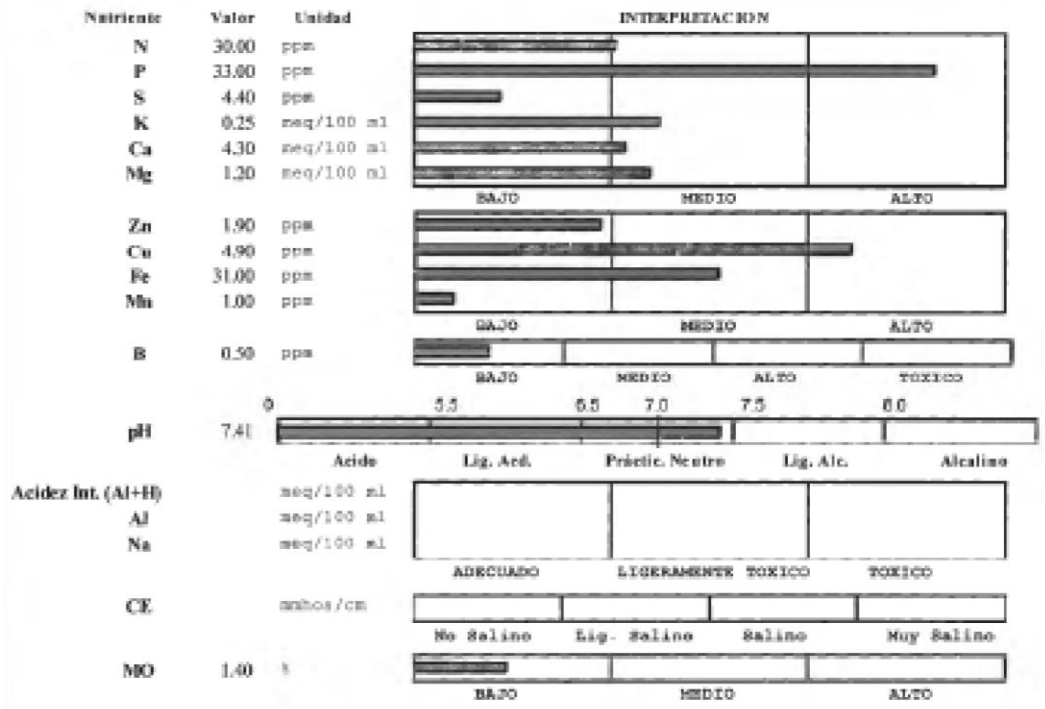 Nutriente Valor Unidad INTERPRETACION
N 30.00 ppm
P 33.00 ppm
S 4.40 ppm
K 0.25 meq/100 ml
Ca 4.30 meq/100 ml
Mg 1.20 meq/100 ml
BAJO MEDIO ALTO
Zn 1.90 ppm
Cu 4.90 ppm
Fe 31.00 ppm
Mn 1.00 ppm
BAJO MEDIO ALTO
B 0.50 ppm
BAJO MEDIO ALTO TOXICO
0 5.5 6.5 7.0 7.5 8.0
pH 7.41
Acido Lig. Acd. Práctic. Neutro Lig. Alc. Alcalino
Acidez Int. (Al+H) meq/100 ml
Al meq/100 ml
Na meq/100 ml
ADECUADO LIGERAMENTE TOXICO TOXICO
CE mmhos/cm
No Salino Lig. Salino Salino Muy Salino
MO 1.40 %
BAJO MEDIO ALTO